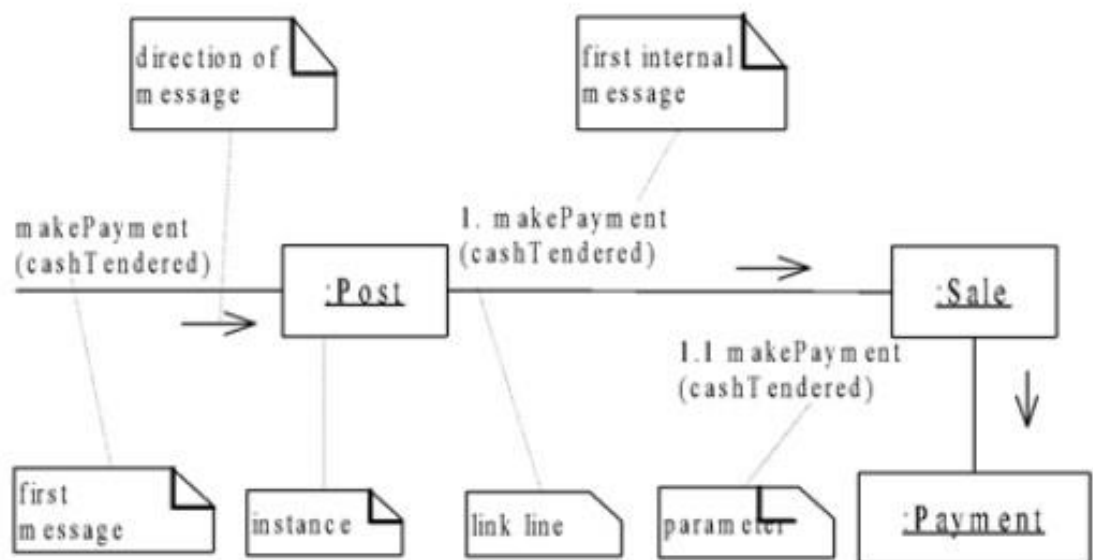 direction of
message
first internal
message
makePayment
(cashTendered)
1. makePayment
(cashTendered)
:Post
:Sale
1.1 makePayment
(cashTendered)
first
message
instance
link line
parameter
:Payment